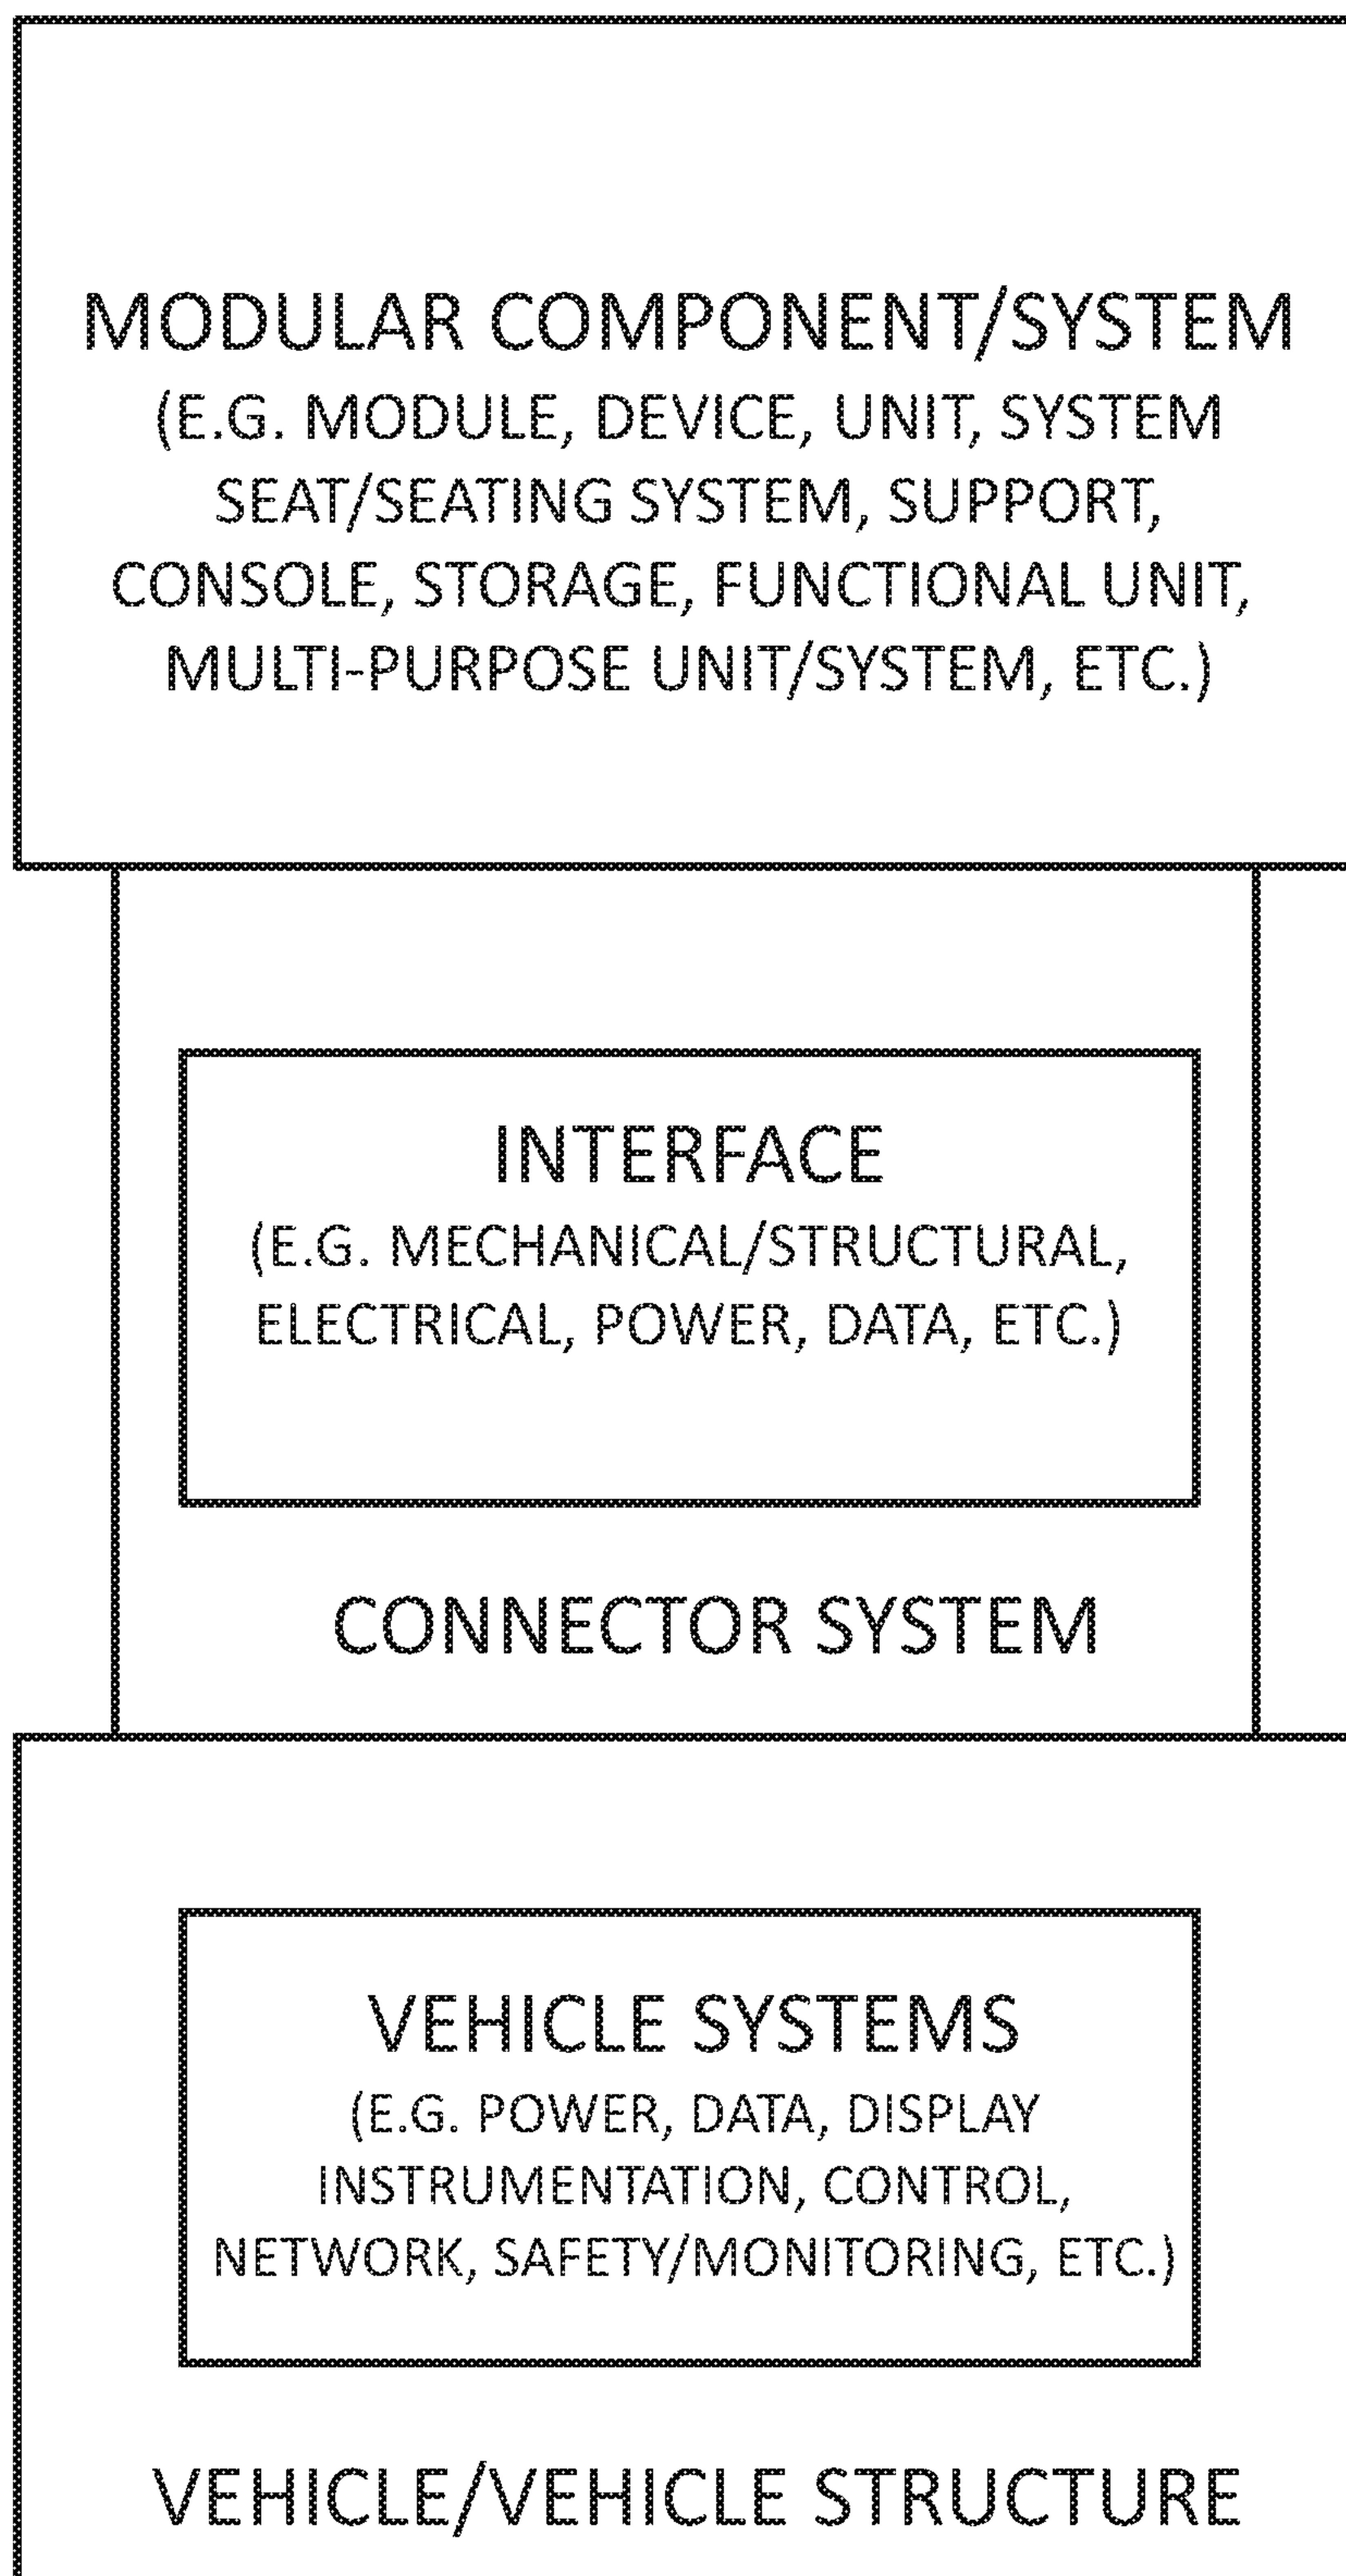 MODULAR COMPONENT/SYSTEM
(E.G. MODULE, DEVICE, UNIT, SYSTEM
SEAT/SEATING SYSTEM, SUPPORT,
CONSOLE, STORAGE, FUNCTIONAL UNIT,
MULTI-PURPOSE UNIT/SYSTEM, ETC.)
INTERFACE
(E.G. MECHANICAL/STRUCTURAL,
ELECTRICAL, POWER, DATA, ETC.)
CONNECTOR SYSTEM
VEHICLE SYSTEMS
(E.G. POWER, DATA, DISPLAY
INSTRUMENTATION, CONTROL,
NETWORK, SAFETY/MONITORING, ETC.)
VEHICLE/VEHICLE STRUCTURE